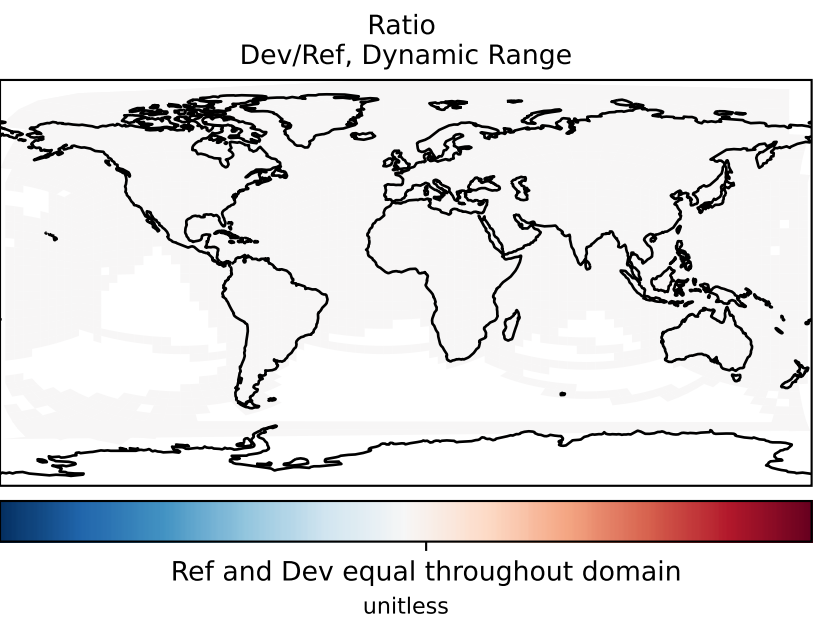 Ratio
Dev/Ref, Dynamic Range
Ref and Dev equal throughout domain
unitless